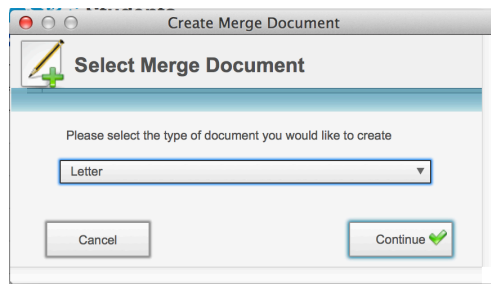 Create Merge Document
Select Merge Document
Please select the type of document you would like to create
Letter
Cancel
Continue